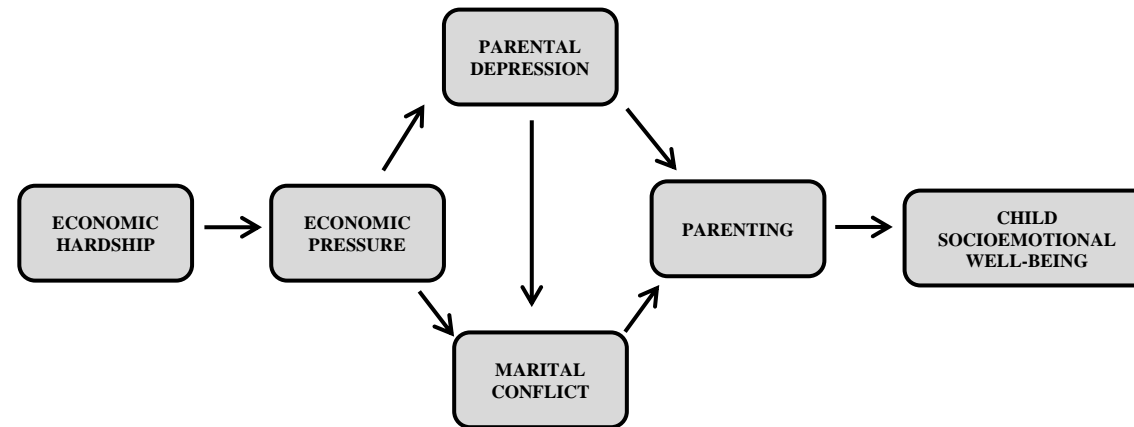 PARENTAL
DEPRESSION
ECONOMIC
HARDSHIP
ECONOMIC
PRESSURE
PARENTING
CHILD
SOCIOEMOTIONAL
WELL-BEING
MARITAL
CONFLICT